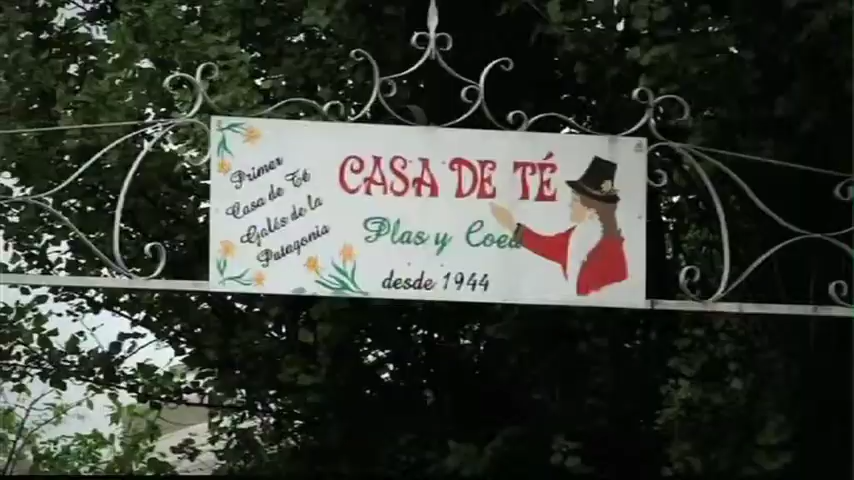 Primer
Casa de Té
Galés de la
Patagonia
CASA DE TÉ
Plas y Coed
desde 1944